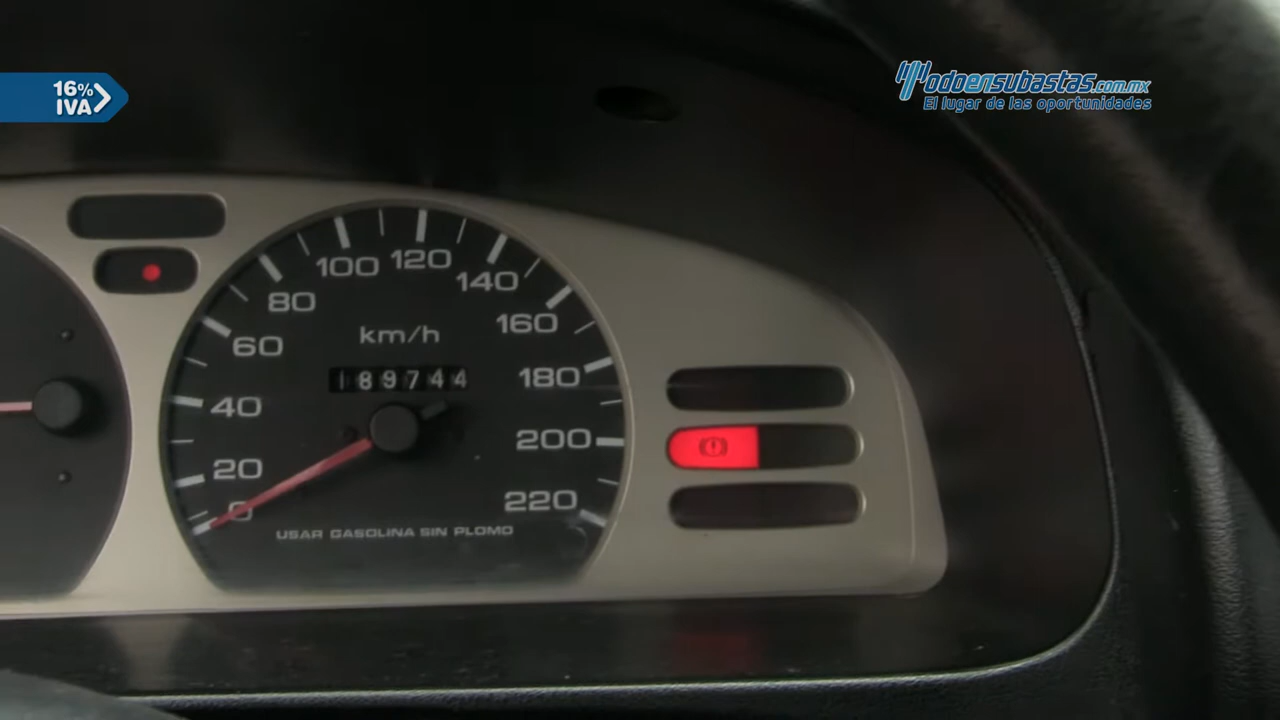 16%
IVA
Todoensubastas.com.mx
El lugar de las oportunidades
0
20
40
60
80
100
120
140
160
180
200
220
km/h
189744
USAR GASOLINA SIN PLOMO